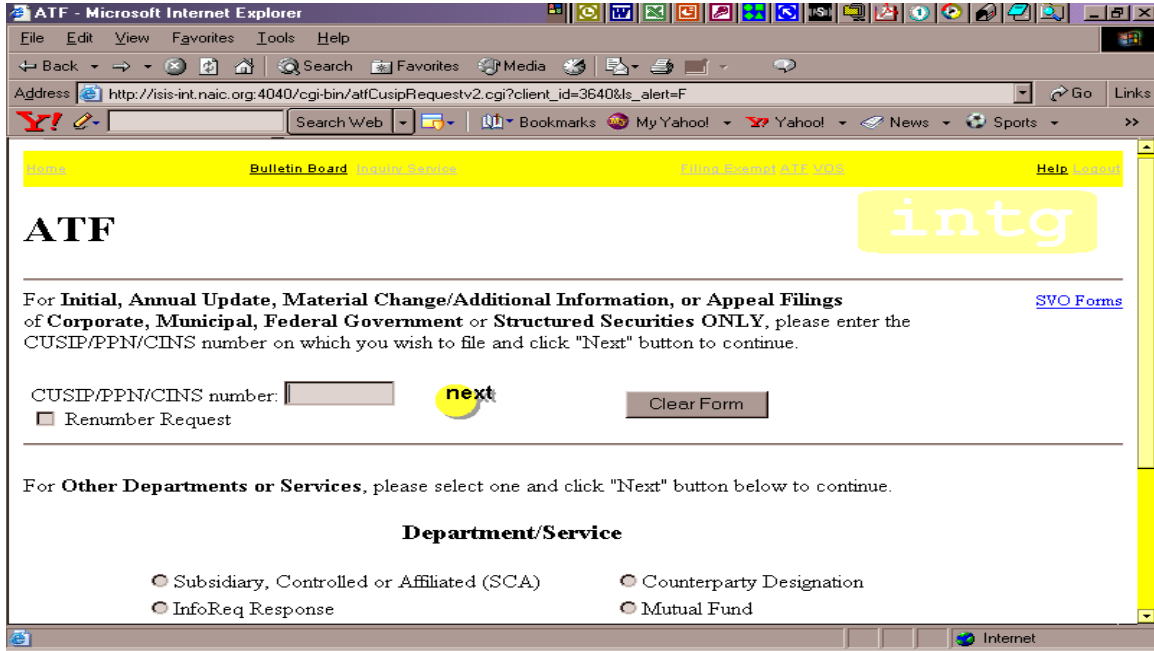 ATF - Microsoft Internet Explorer
File Edit View Favorites Tools Help
Back Search Favorites Media
Address http://isis-int.naic.org:4040/cgi-bin/atfCusipRequestv2.cgi?client_id=3640&ls_alert=F Go Links
Y! Search Web Bookmarks My Yahoo! Yahoo! News Sports »
Home Bulletin Board Inquiry Service Filing Exempt ATF VOS Help Logout
intg
ATF
For Initial, Annual Update, Material Change/Additional Information, or Appeal Filings SVO Forms
of Corporate, Municipal, Federal Government or Structured Securities ONLY, please enter the
CUSIP/PPN/CINS number on which you wish to file and click "Next" button to continue.
CUSIP/PPN/CINS number: next Clear Form
Renumber Request
For Other Departments or Services, please select one and click "Next" button below to continue.
Department/Service
Subsidiary, Controlled or Affiliated (SCA) Counterparty Designation
InfoReq Response Mutual Fund
Internet